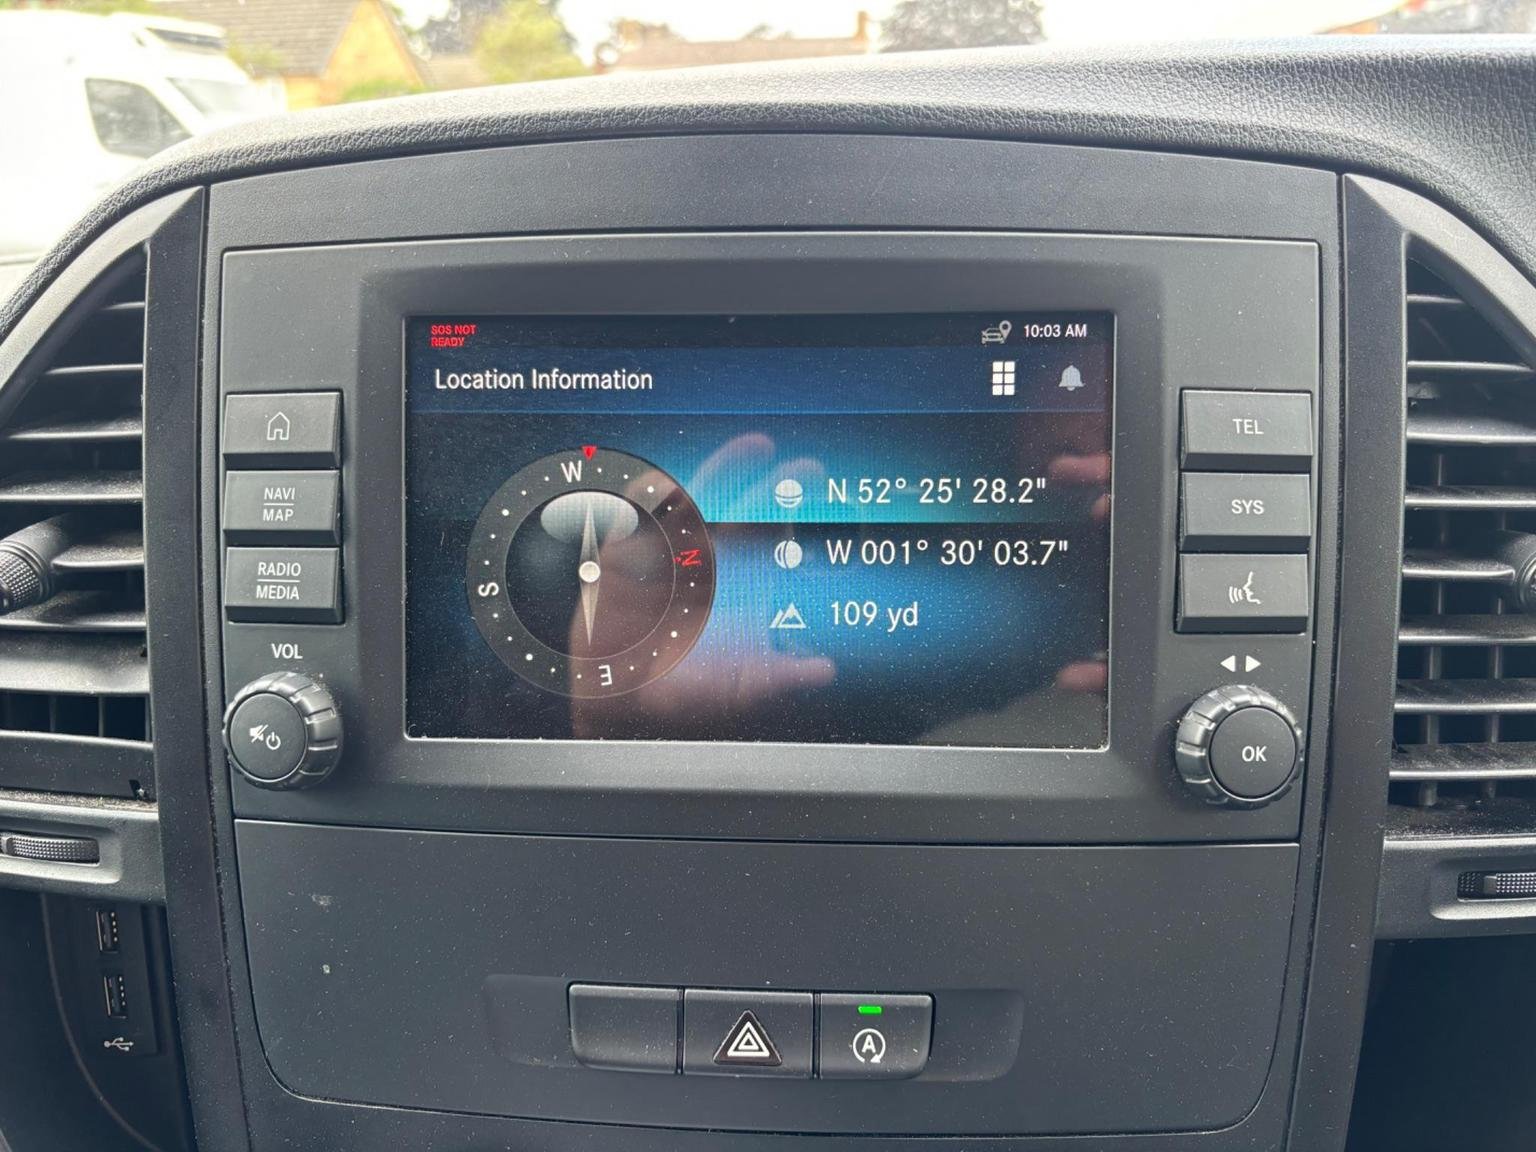 SOS NOT
READY
10:03 AM
Location Information
W
N
S
E
N 52° 25' 28.2"
W 001° 30' 03.7"
109 yd
NAVI
MAP
RADIO
MEDIA
VOL
TEL
SYS
OK
A